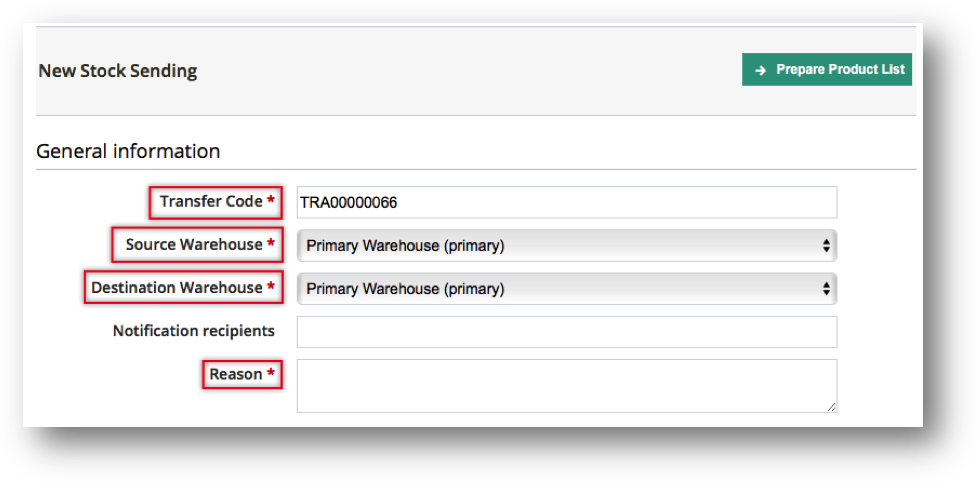 New Stock Sending
→ Prepare Product List
General information
Transfer Code *
TRA00000066
Source Warehouse *
Primary Warehouse (primary)
Destination Warehouse *
Primary Warehouse (primary)
Notification recipients
Reason *